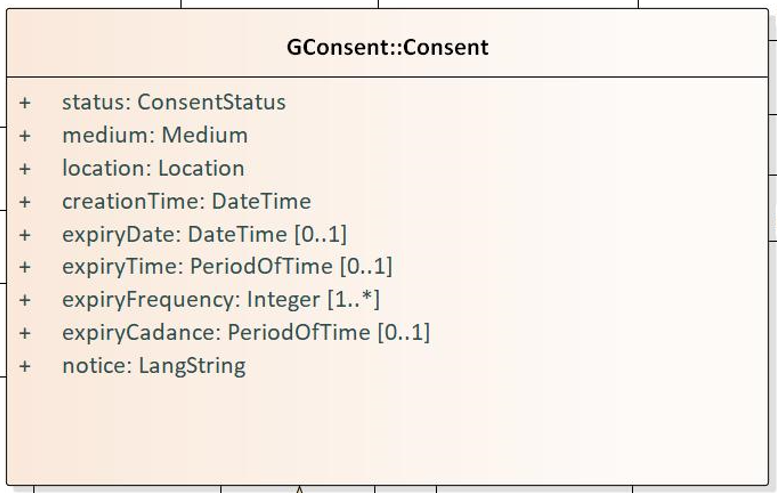 GConsent::Consent
+ status: ConsentStatus
+ medium: Medium
+ location: Location
+ creationTime: DateTime
+ expiryDate: DateTime [0..1]
+ expiryTime: PeriodOfTime [0..1]
+ expiryFrequency: Integer [1..*]
+ expiryCadance: PeriodOfTime [0..1]
+ notice: LangString